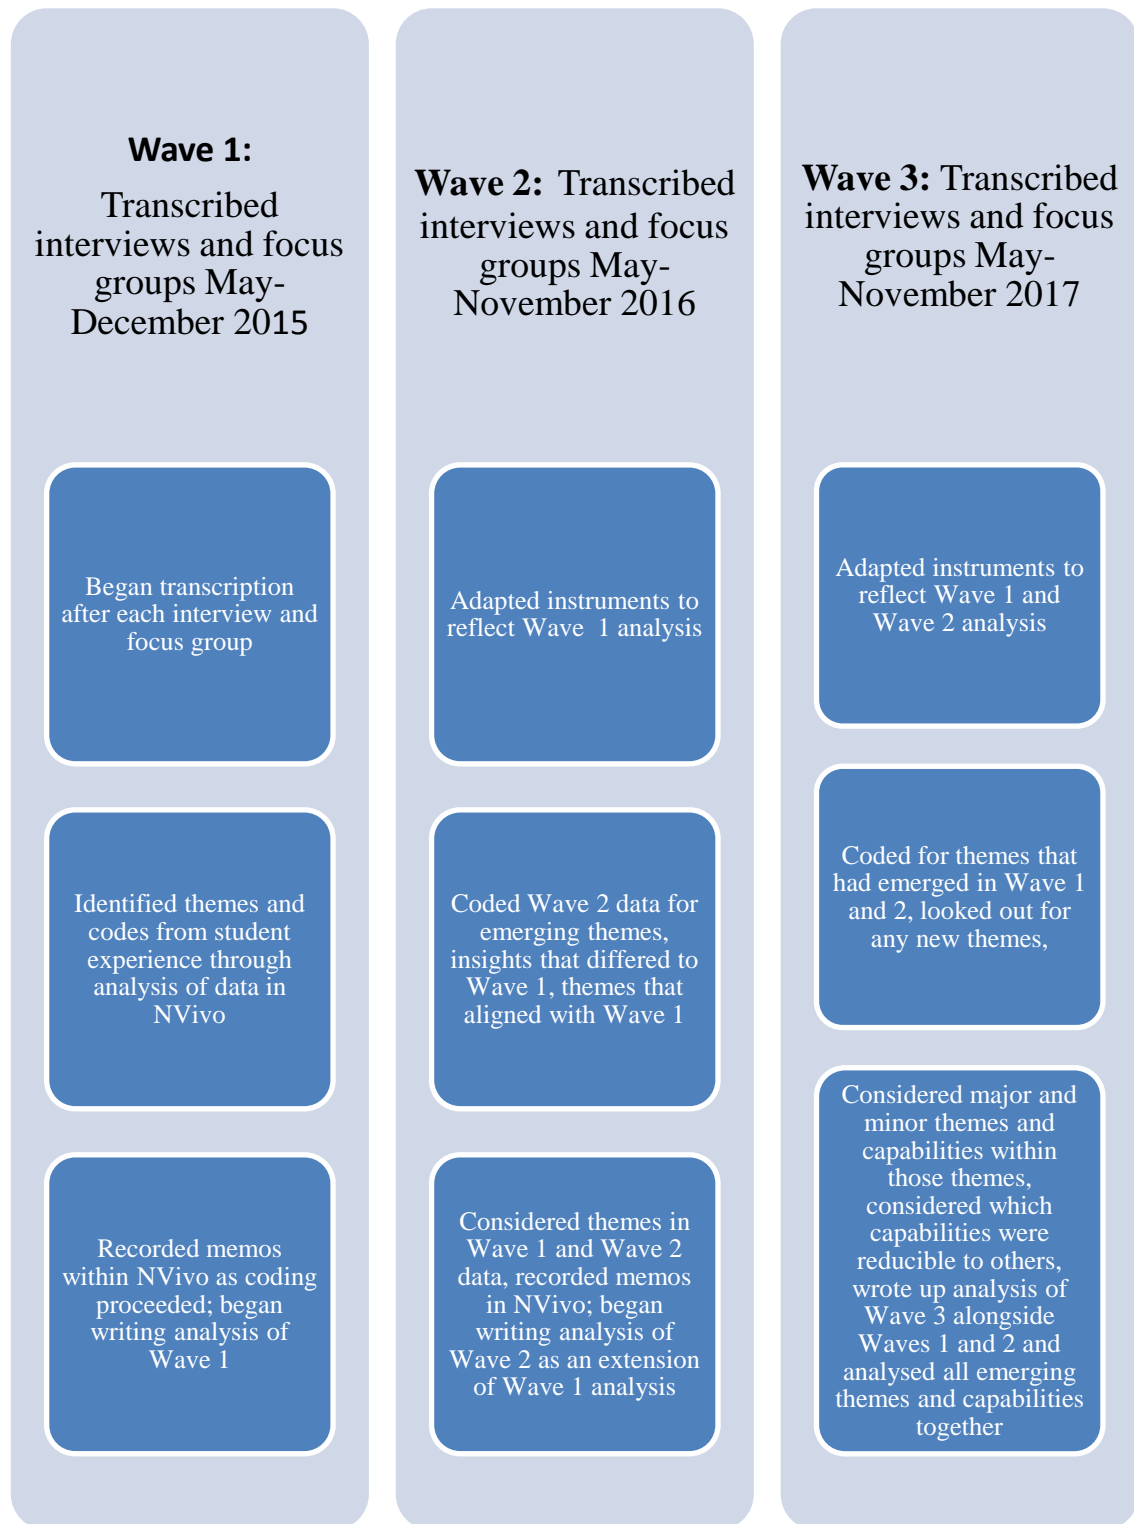 Wave 1:
Transcribed
interviews and focus
groups May-
December 2015
Began transcription
after each interview and
focus group
Identified themes and
codes from student
experience through
analysis of data in
NVivo
Recorded memos
within NVivo as coding
proceeded; began
writing analysis of
Wave 1
Wave 2: Transcribed
interviews and focus
groups May-
November 2016
Adapted instruments to
reflect Wave 1 analysis
Coded Wave 2 data for
emerging themes,
insights that differed to
Wave 1, themes that
aligned with Wave 1
Considered themes in
Wave 1 and Wave 2
data, recorded memos
in NVivo; began
writing analysis of
Wave 2 as an extension
of Wave 1 analysis
Wave 3: Transcribed
interviews and focus
groups May-
November 2017
Adapted instruments to
reflect Wave 1 and
Wave 2 analysis
Coded for themes that
had emerged in Wave 1
and 2, looked out for
any new themes,
Considered major and
minor themes and
capabilities within
those themes,
considered which
capabilities were
reducible to others,
wrote up analysis of
Wave 3 alongside
Waves 1 and 2 and
analysed all emerging
themes and capabilities
together